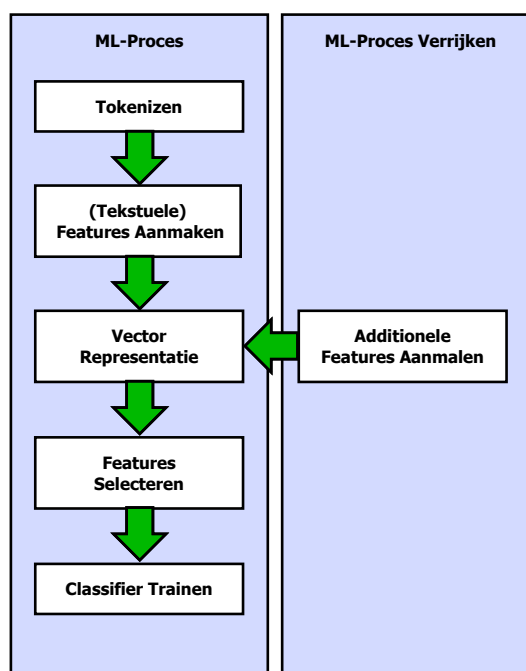 ML-Proces
Tokenizen
(Tekstuele)
Features Aanmaken
Vector
Representatie
Features
Selecteren
Classifier Trainen
ML-Proces Verrijken
Additionele
Features Aanmalen